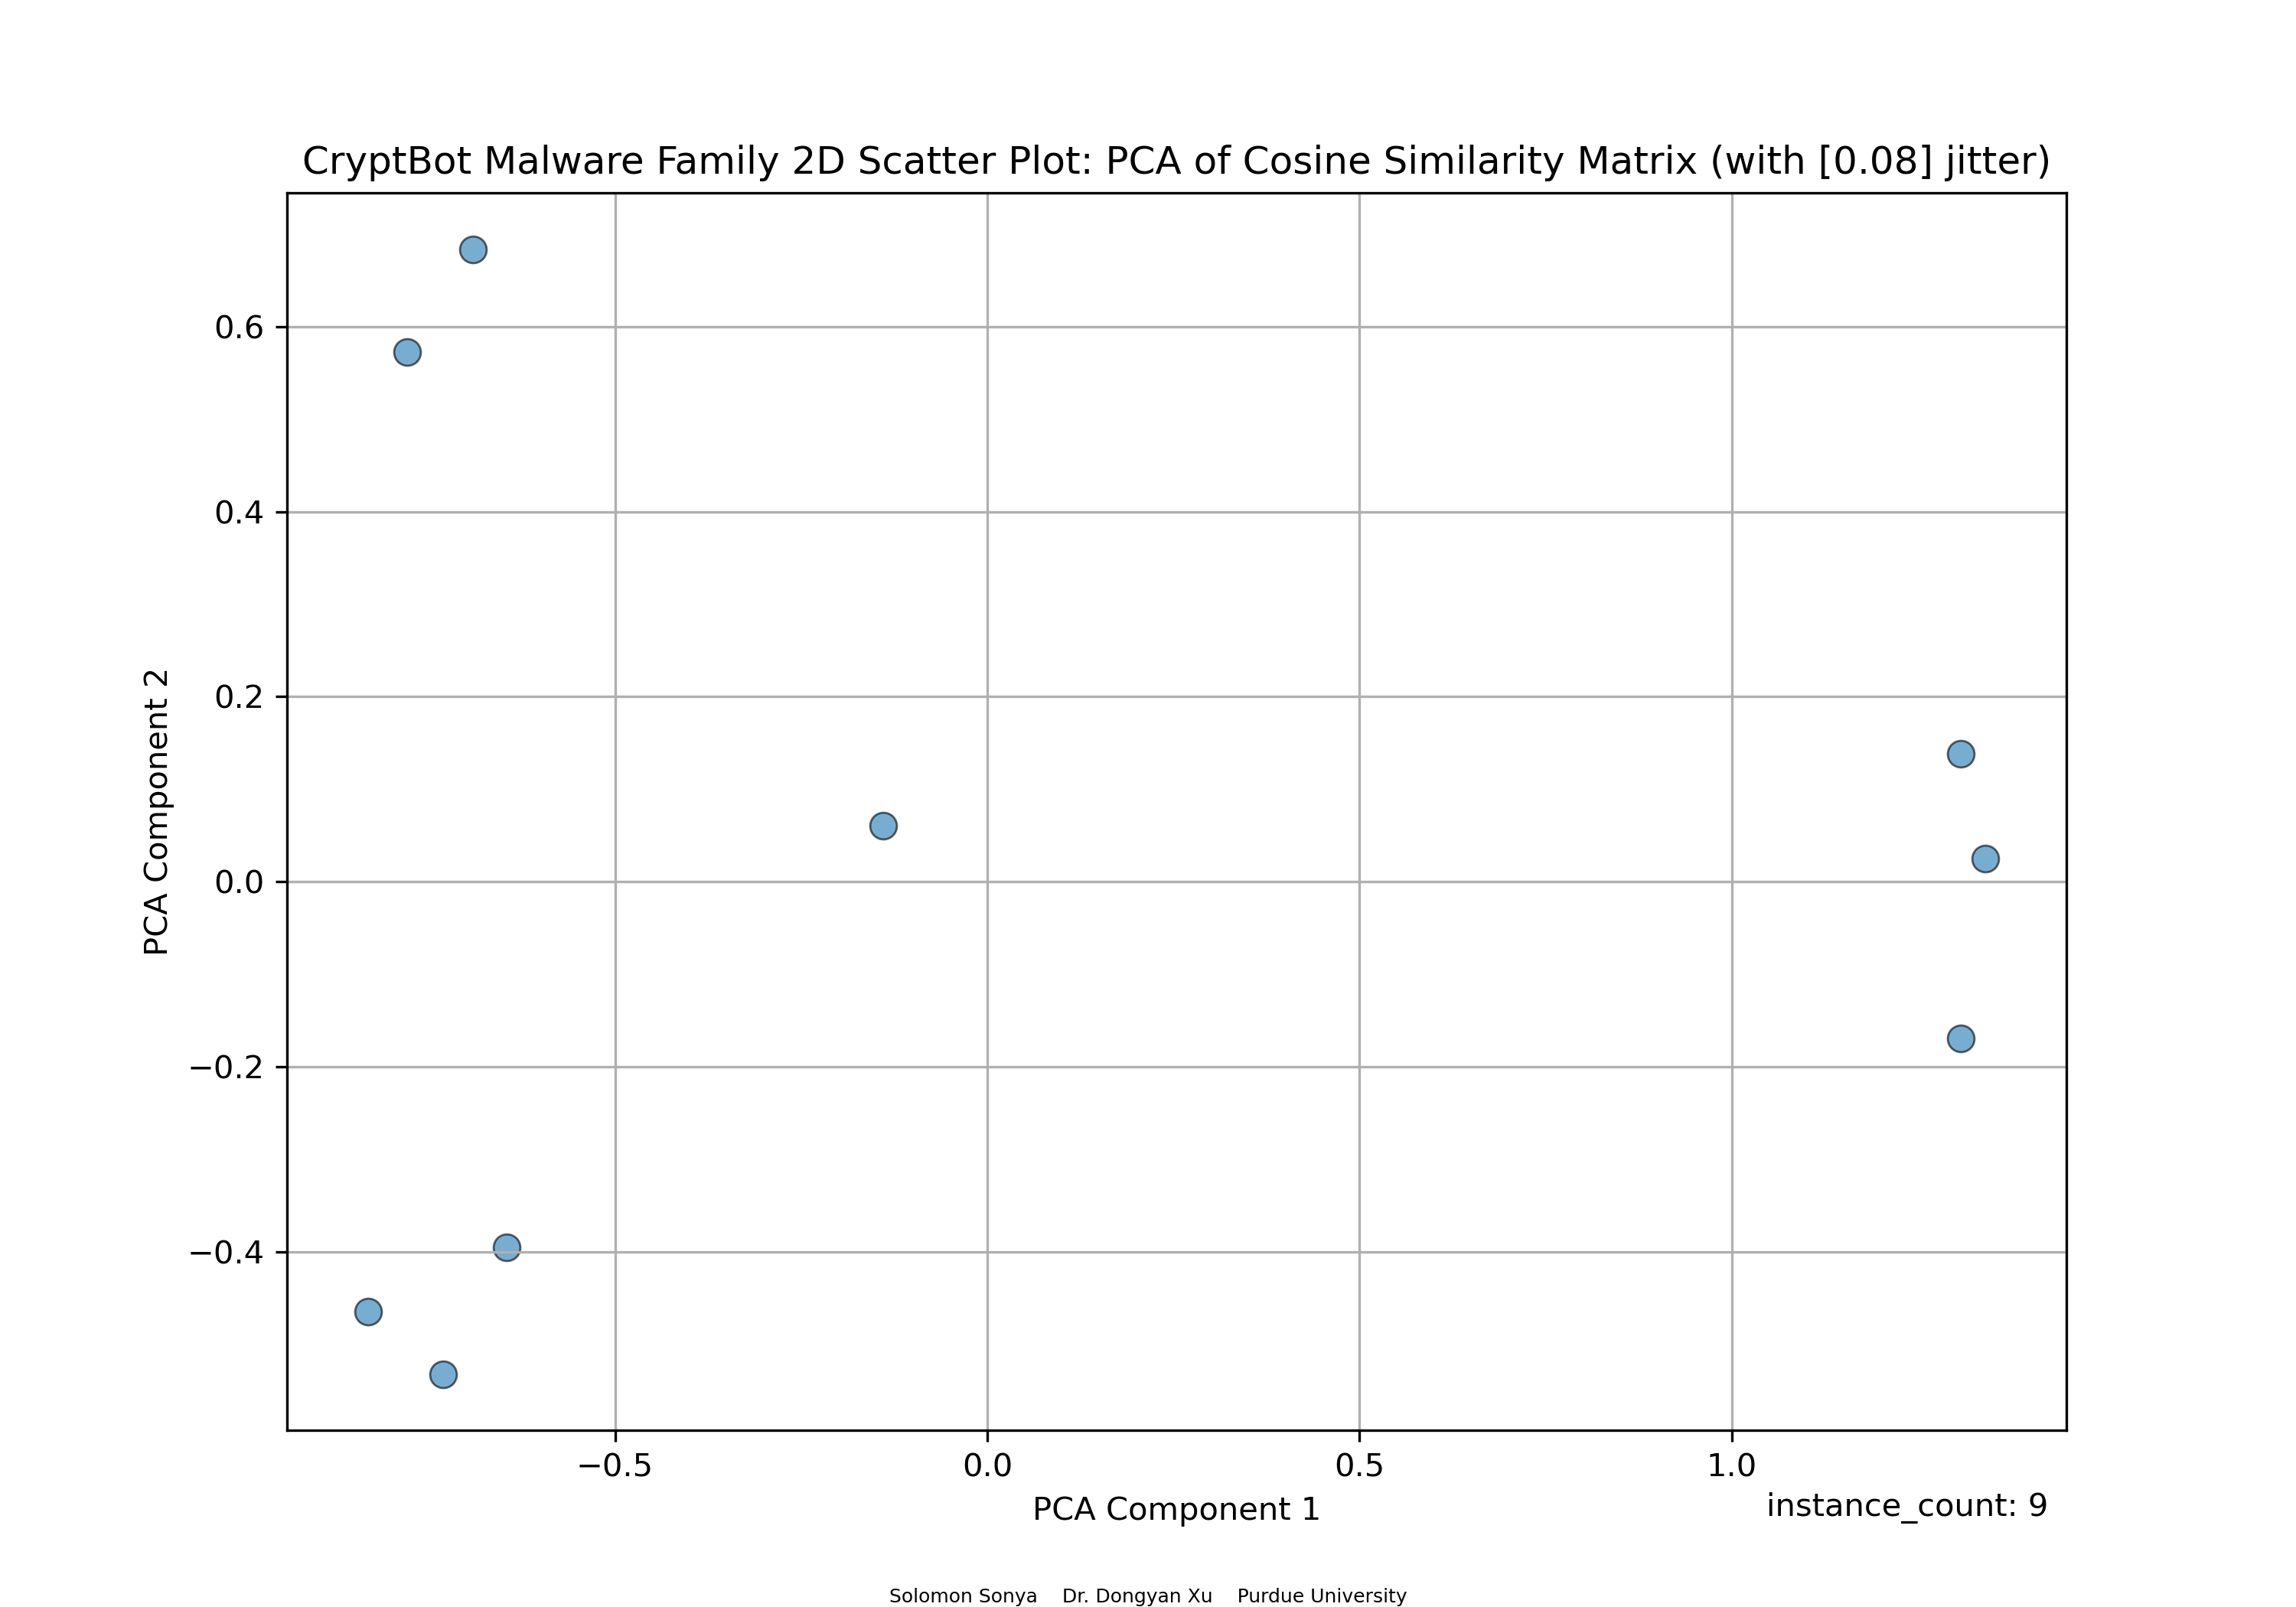 CryptBot Malware Family 2D Scatter Plot: PCA of Cosine Similarity Matrix (with [0.08] jitter)
PCA Component 2
0.6
0.4
0.2
0.0
−0.2
−0.4
−0.5
0.0
0.5
1.0
PCA Component 1
instance_count: 9
Solomon Sonya Dr. Dongyan Xu Purdue University